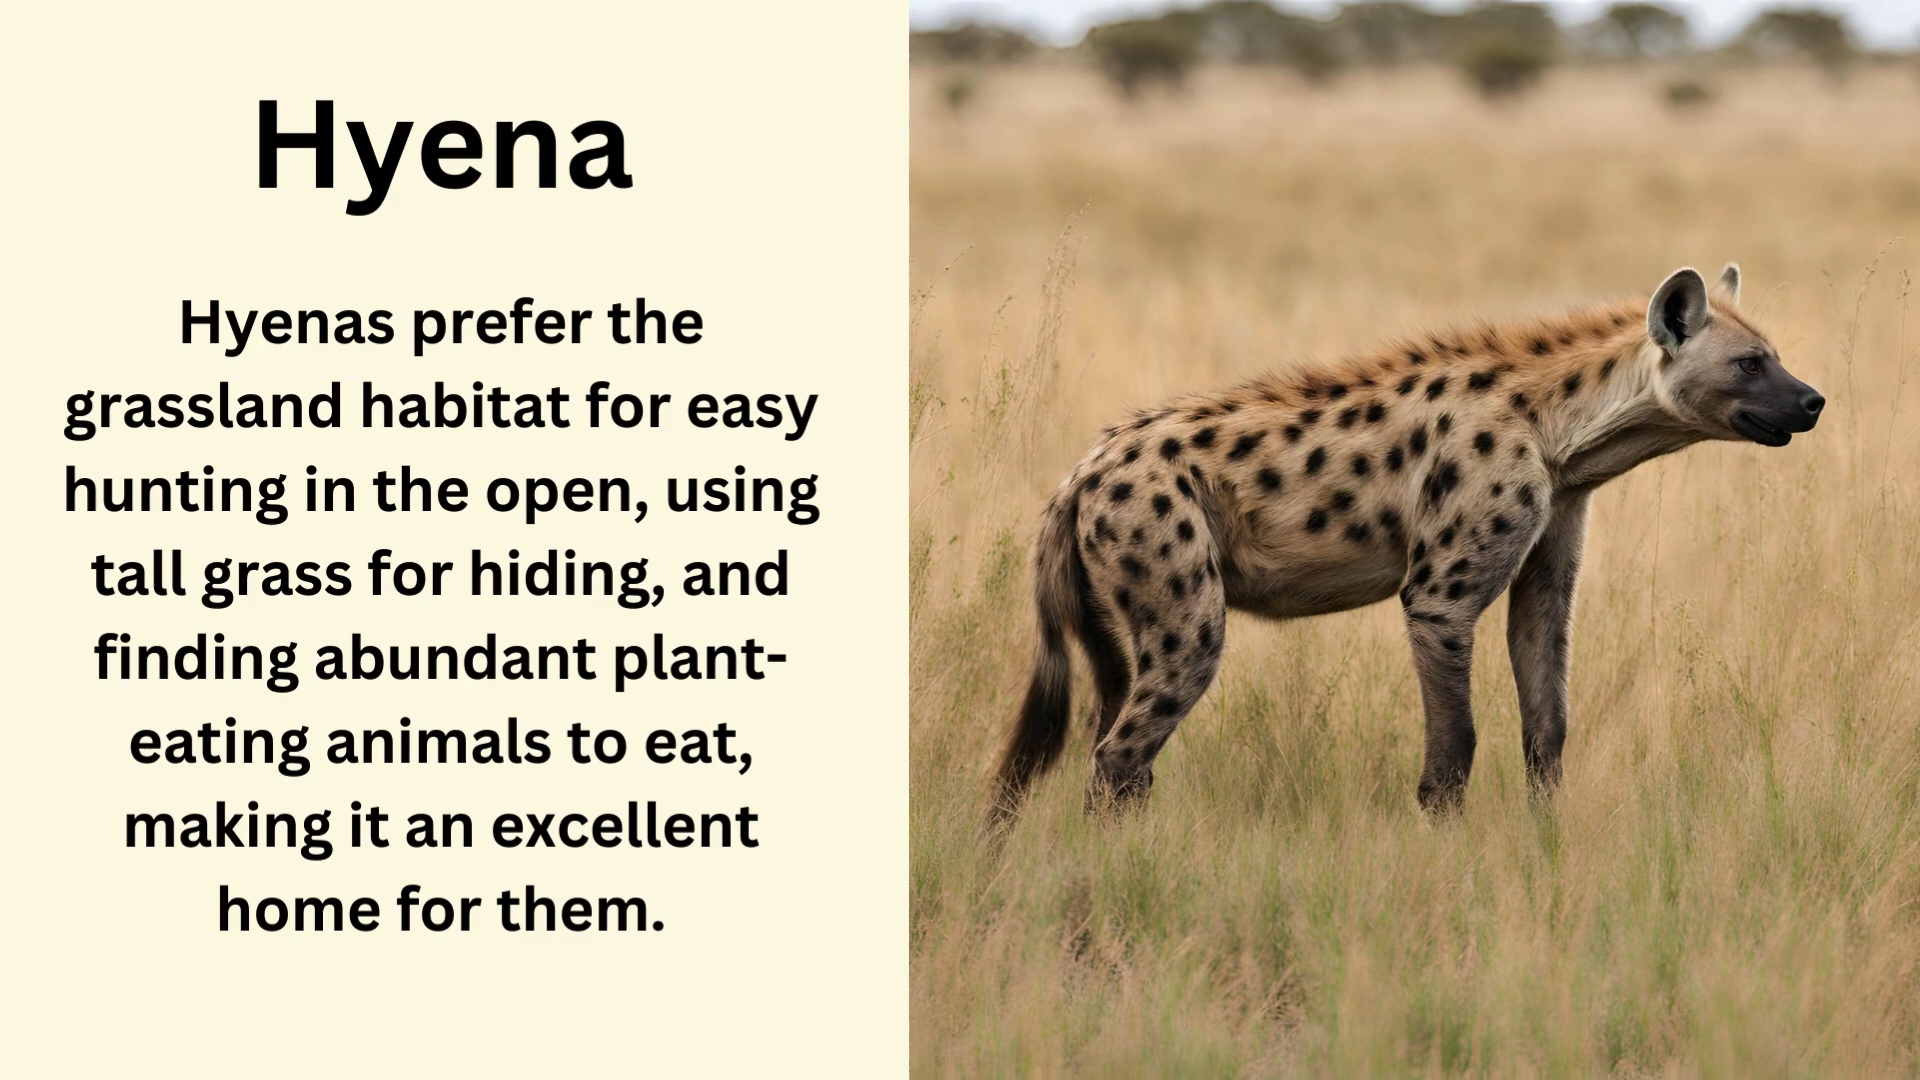 Hyena
Hyenas prefer the
grassland habitat for easy
hunting in the open, using
tall grass for hiding, and
finding abundant plant-
eating animals to eat,
making it an excellent
home for them.